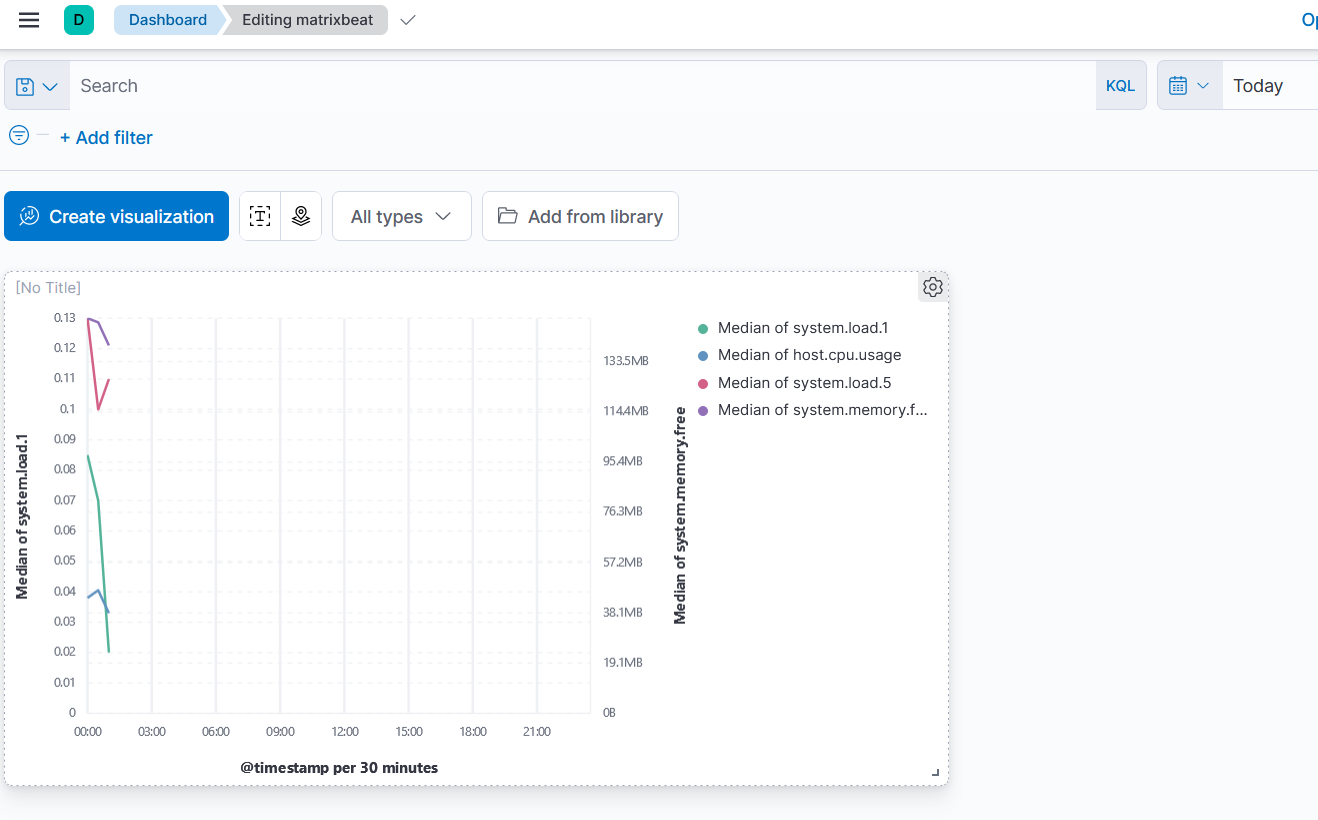 D Dashboard Editing matrixbeat
Search KQL Today
+ Add filter
Create visualization All types Add from library
[No Title]
0.13
0.12
0.11
0.1
0.09
0.08
0.07
0.06
0.05
0.04
0.03
0.02
0.01
0
Median of system.load.1
00:00 03:00 06:00 09:00 12:00 15:00 18:00 21:00
@timestamp per 30 minutes
133.5MB
114.4MB
95.4MB
76.3MB
57.2MB
38.1MB
19.1MB
0B
Median of system.memory.free
Median of system.load.1
Median of host.cpu.usage
Median of system.load.5
Median of system.memory.f...